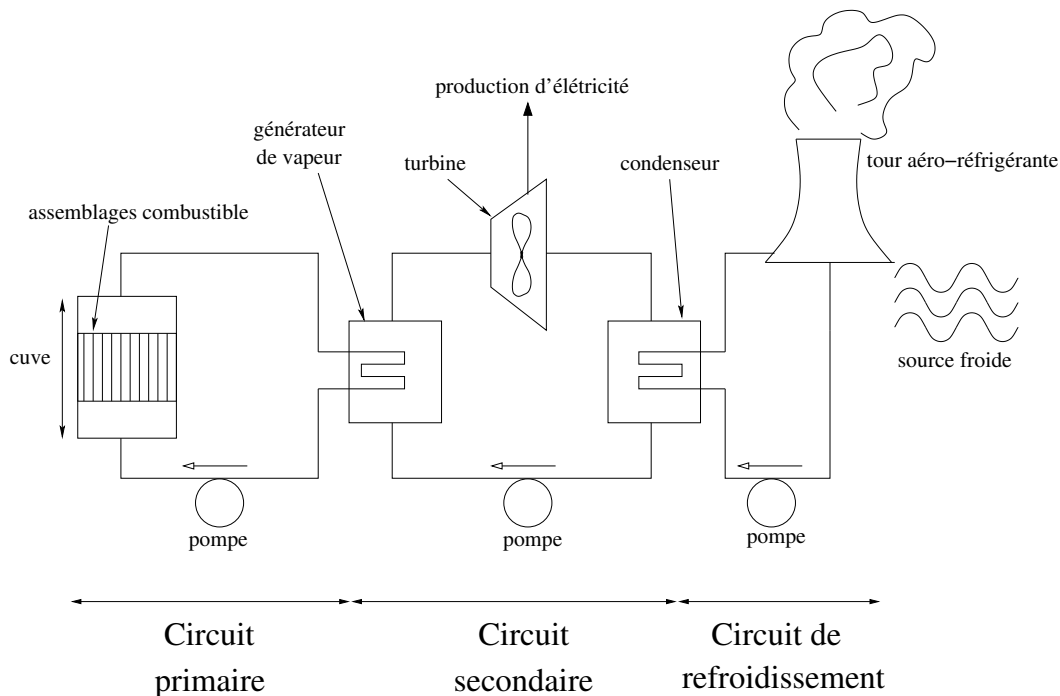 production d'élétricité
générateur
de vapeur
turbine
condenseur
tour aéro−réfrigérante
assemblages combustible
cuve
source froide
pompe
pompe
pompe
Circuit
primaire
Circuit
secondaire
Circuit de
refroidissement